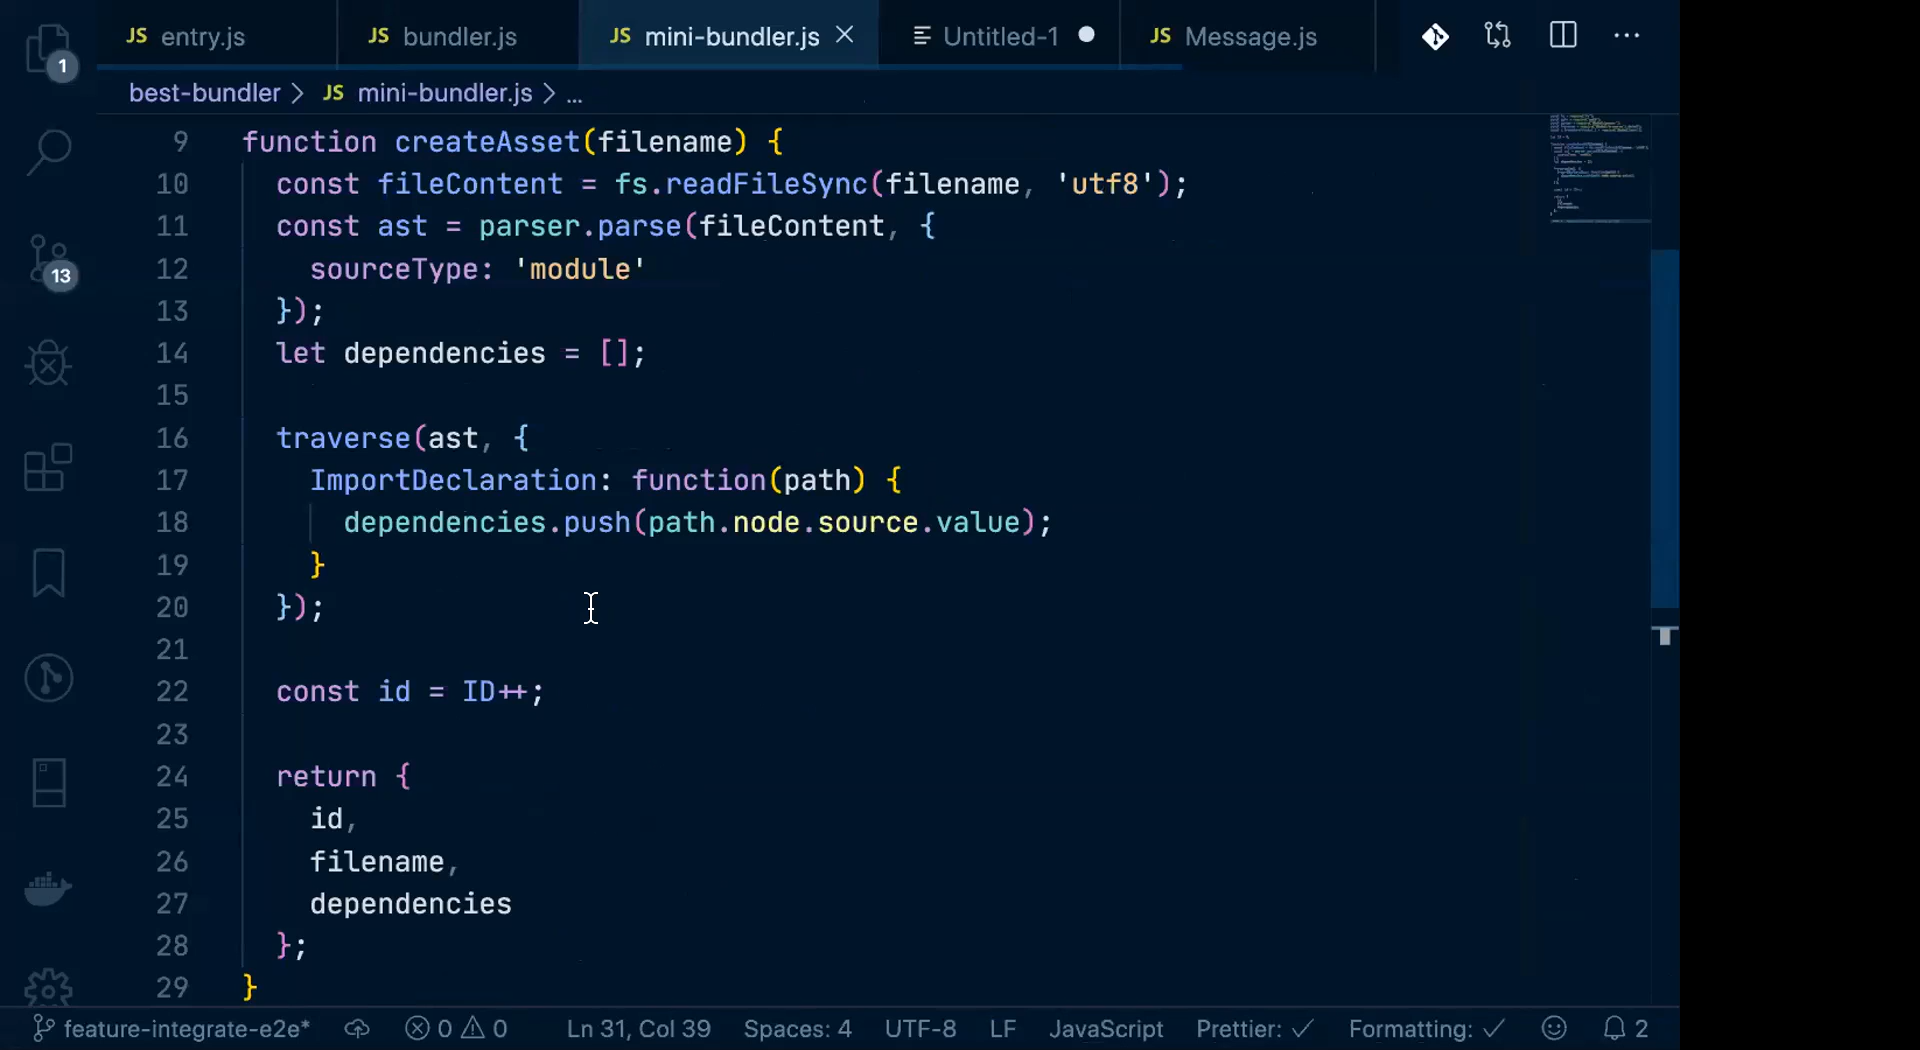 JS entry.js JS bundler.js JS mini-bundler.js Untitled-1 JS Message.js
1
best-bundler > JS mini-bundler.js > ...
9 function createAsset(filename) {
10 const fileContent = fs.readFileSync(filename, 'utf8');
11 const ast = parser.parse(fileContent, {
12 sourceType: 'module'
13 });
13
14 let dependencies = [];
15
16 traverse(ast, {
17 ImportDeclaration: function(path) {
18 dependencies.push(path.node.source.value);
19 }
20 });
21
22 const id = ID++;
23
24 return {
25 id,
26 filename,
27 dependencies
28 };
29 }
feature-integrate-e2e* 0 0 Ln 31, Col 39 Spaces: 4 UTF-8 LF JavaScript Prettier: ✓ Formatting: ✓ 2